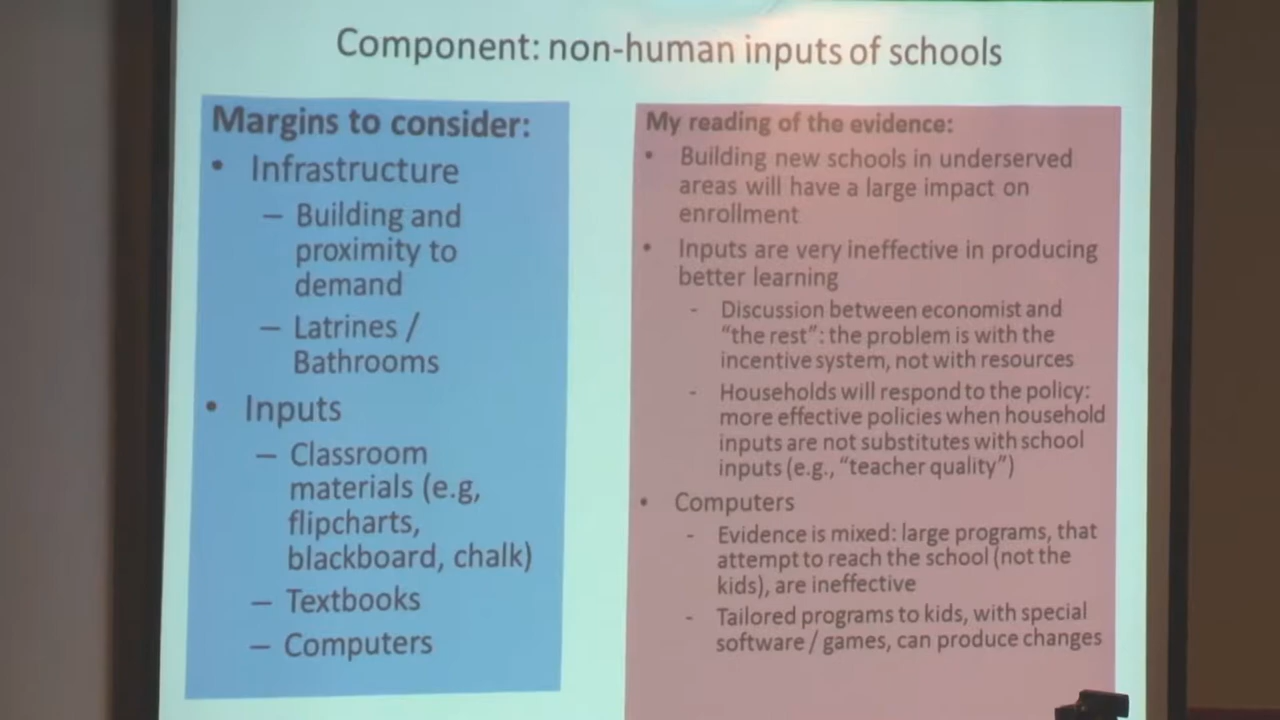 Component: non-human inputs of schools
Margins to consider:
• Infrastructure
– Building and
proximity to
demand
– Latrines /
Bathrooms
• Inputs
– Classroom
materials (e.g,
flipcharts,
blackboard, chalk)
– Textbooks
– Computers
My reading of the evidence:
• Building new schools in underserved
areas will have a large impact on
enrollment
• Inputs are very ineffective in producing
better learning
- Discussion between economist and
“the rest”: the problem is with the
incentive system, not with resources
- Households will respond to the policy:
more effective policies when household
inputs are not substitutes with school
inputs (e.g., “teacher quality”)
• Computers
- Evidence is mixed: large programs, that
attempt to reach the school (not the
kids), are ineffective
- Tailored programs to kids, with special
software / games, can produce changes